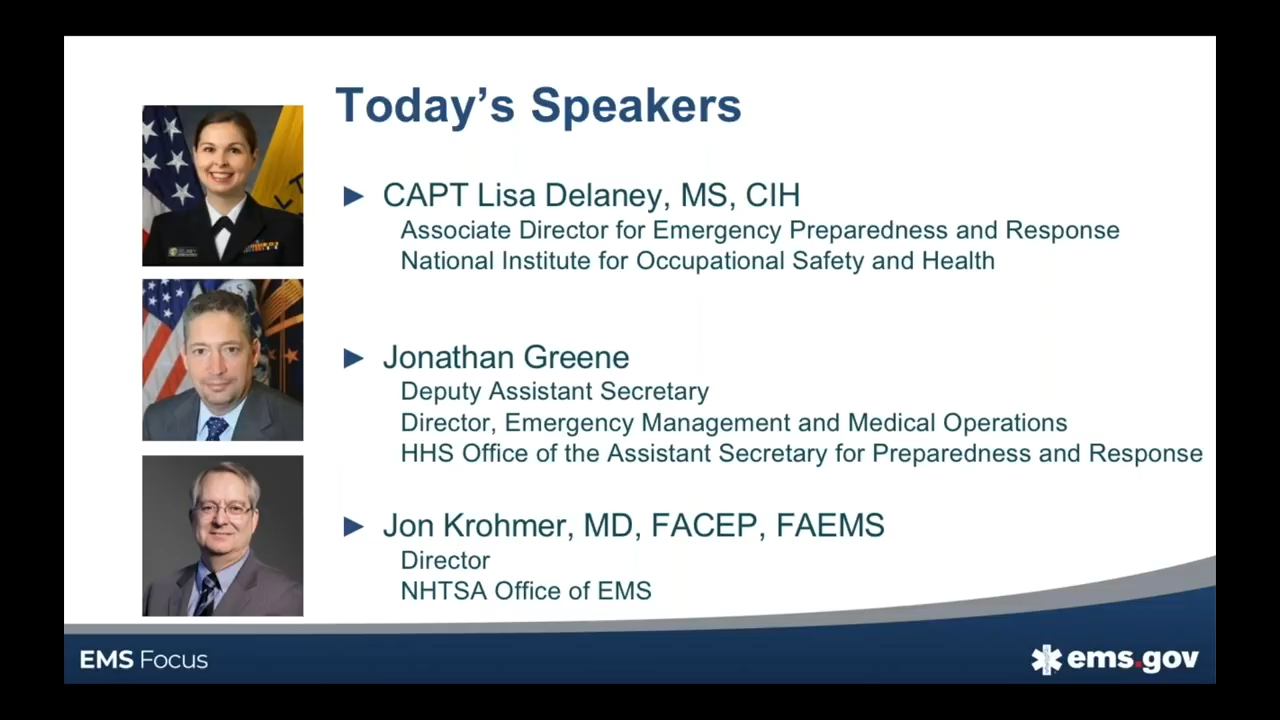 Today's Speakers
► CAPT Lisa Delaney, MS, CIH
Associate Director for Emergency Preparedness and Response
National Institute for Occupational Safety and Health
► Jonathan Greene
Deputy Assistant Secretary
Director, Emergency Management and Medical Operations
HHS Office of the Assistant Secretary for Preparedness and Response
► Jon Krohmer, MD, FACEP, FAEMS
Director
NHTSA Office of EMS
EMS Focus
ems.gov